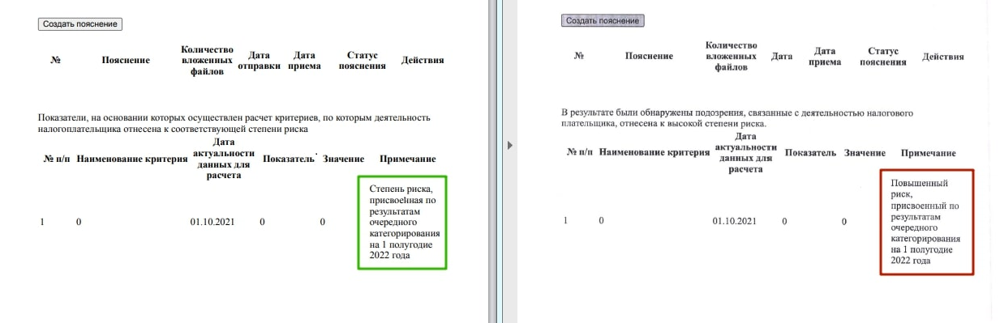 Создать пояснение
№ Пояснение Количество вложенных файлов Дата отправки Дата приема Статус пояснения Действия
Показатели, на основании которых осуществлен расчет критериев, по которым деятельность
налогоплательщика отнесена к соответствующей степени риска
№ п/п Наименование критерия Дата актуальности данных для расчета Показатель Значение Примечание
Степень риска,
присвоенная по
результатам
1 0 01.10.2021 0 0 очередного
категорирования
на 1 полугодие
2022 года
Создать пояснение
№ Пояснение Количество вложенных файлов Дата Дата приема Статус пояснения Действия
В результате были обнаружены подозрения, связанные с деятельностью налогового
плательщика, отнесена к высокой степени риска.
№ п/п Наименование критерия Дата актуальности данных для расчета Показатель Значение Примечание
Повышенный
риск,
присвоенный по
1 0 01.10.2021 0 0 результатам
очередного
категорирования
на 1 полугодие
2022 года